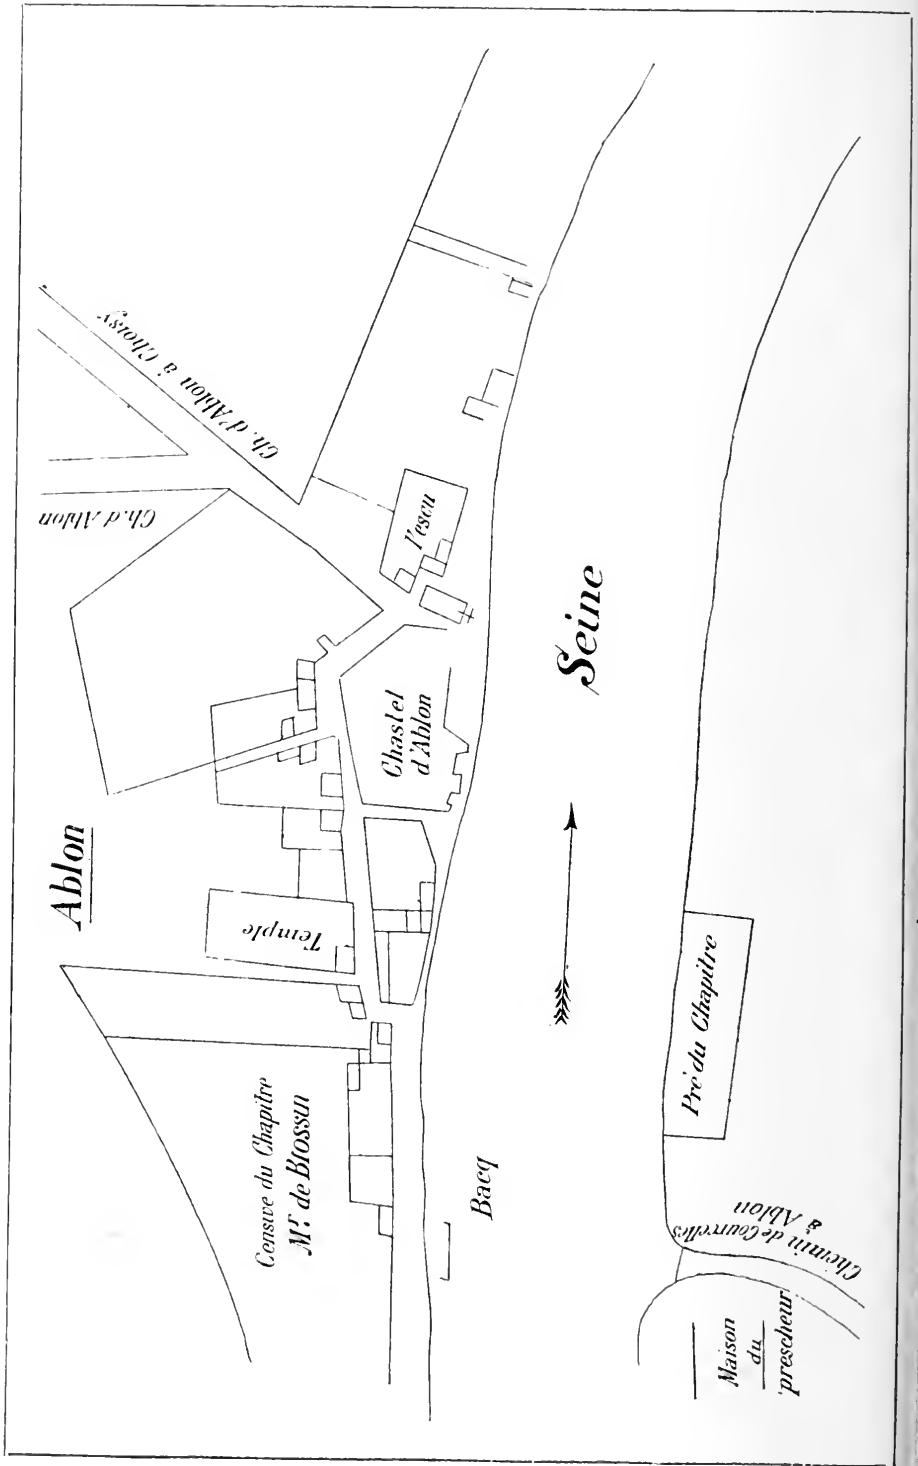 Ablon
Ch. d'Ablon
Ch. d'Ablon à Choisy
Temple
Chastel
d'Ablon
l'escu
Censive du Chapitre
Mr. de Blossin
Bacq
Seine
Pré du Chapitre
Chemin de Courcelles
à Ablon
Maison
du
prescheur